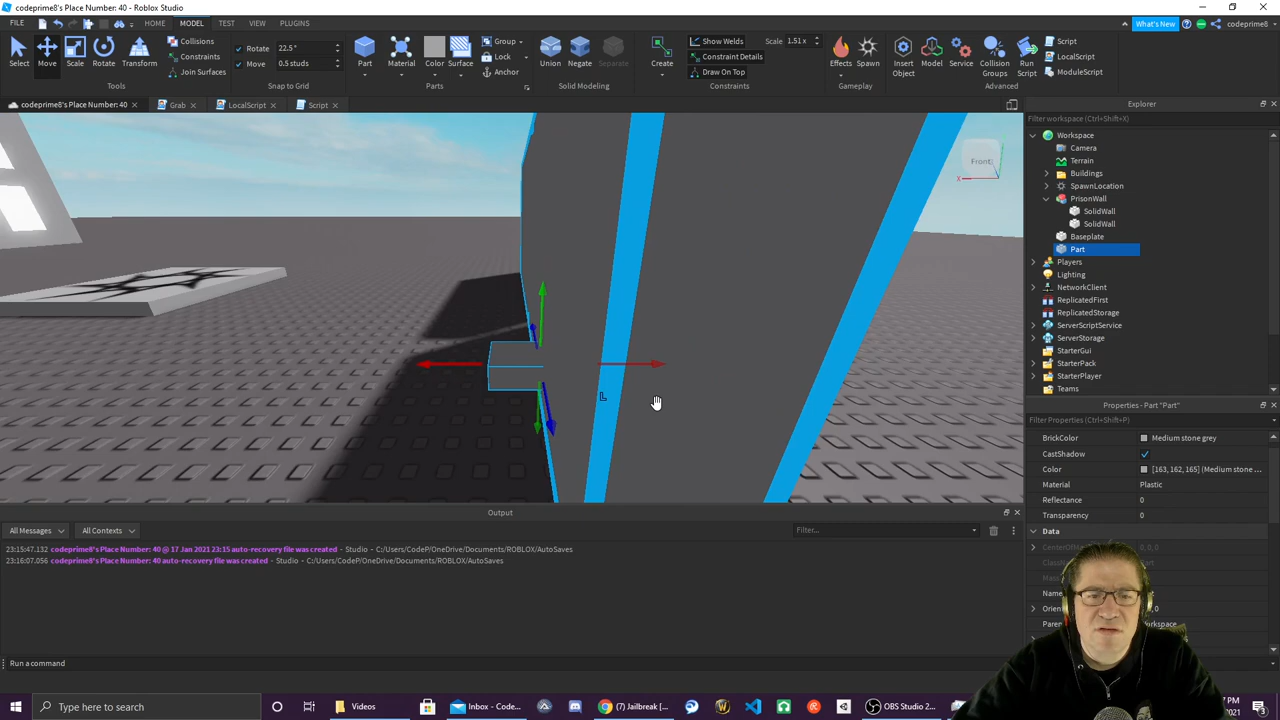 codeprime8's Place Number: 40 - Roblox Studio
FILE
HOME
MODEL
TEST
VIEW
PLUGINS
What's New
codeprime8
Select
Move
Scale
Rotate
Transform
Tools
Collisions
Constraints
Join Surfaces
Rotate 22.5 °
Move 0.5 studs
Snap to Grid
Part
Material
Color
Surface
Group
Lock
Anchor
Parts
Union
Negate
Separate
Solid Modeling
Create
Show Welds
Scale 1.51 x
Constraint Details
Draw On Top
Constraints
Effects
Spawn
Gameplay
Insert Object
Model
Service
Collision Groups
Run Script
Script
LocalScript
ModuleScript
Advanced
codeprime8's Place Number: 40
Grab
LocalScript
Script
Front
X
L
Explorer
Filter workspace (Ctrl+Shift+X)
Workspace
Camera
Terrain
Buildings
SpawnLocation
PrisonWall
SolidWall
SolidWall
Baseplate
Part
Players
Lighting
NetworkClient
ReplicatedFirst
ReplicatedStorage
ServerScriptService
ServerStorage
StarterGui
StarterPack
StarterPlayer
Teams
Properties - Part "Part"
Filter Properties (Ctrl+Shift+P)
BrickColor Medium stone grey
CastShadow
Color [163, 162, 165] (Medium stone ...
Material Plastic
Reflectance 0
Transparency 0
Data
Output
All Messages
All Contexts
Filter...
23:15:47.132 codeprime8's Place Number: 40 @ 17 Jan 2021 23:15 auto-recovery file was created - Studio - C:/Users/CodeP/OneDrive/Documents/ROBLOX/AutoSaves
23:16:07.056 codeprime8's Place Number: 40 auto-recovery file was created - Studio - C:/Users/CodeP/OneDrive/Documents/ROBLOX/AutoSaves
Run a command
Type here to search
Videos
Inbox - Code...
(7) Jailbreak [...
OBS Studio 2...